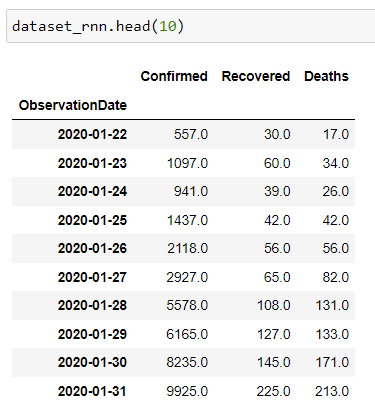 dataset_rnn.head(10)
Confirmed Recovered Deaths
ObservationDate
2020-01-22 557.0 30.0 17.0
2020-01-23 1097.0 60.0 34.0
2020-01-24 941.0 39.0 26.0
2020-01-25 1437.0 42.0 42.0
2020-01-26 2118.0 56.0 56.0
2020-01-27 2927.0 65.0 82.0
2020-01-28 5578.0 108.0 131.0
2020-01-29 6165.0 127.0 133.0
2020-01-30 8235.0 145.0 171.0
2020-01-31 9925.0 225.0 213.0